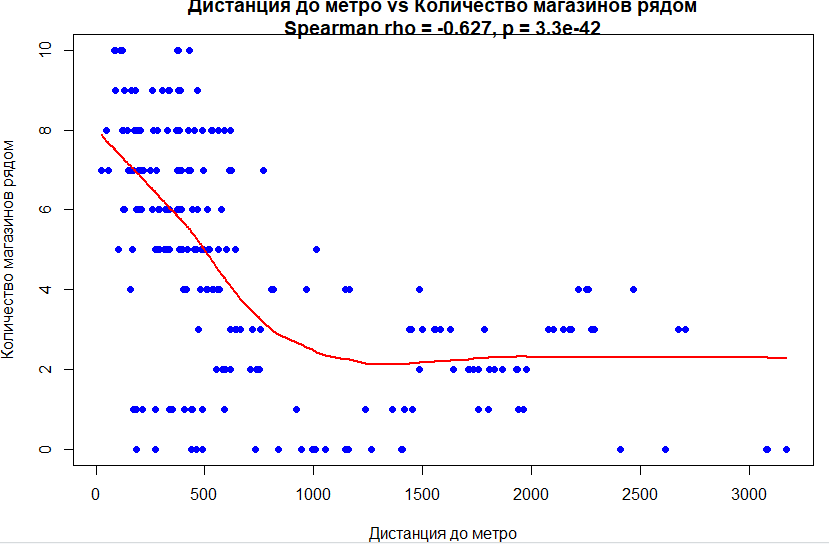 Дистанция до метро vs Количество магазинов рядом
Spearman rho = -0.627, p = 3.3e-42
Количество магазинов рядом
10
8
6
4
2
0
0 500 1000 1500 2000 2500 3000
Дистанция до метро